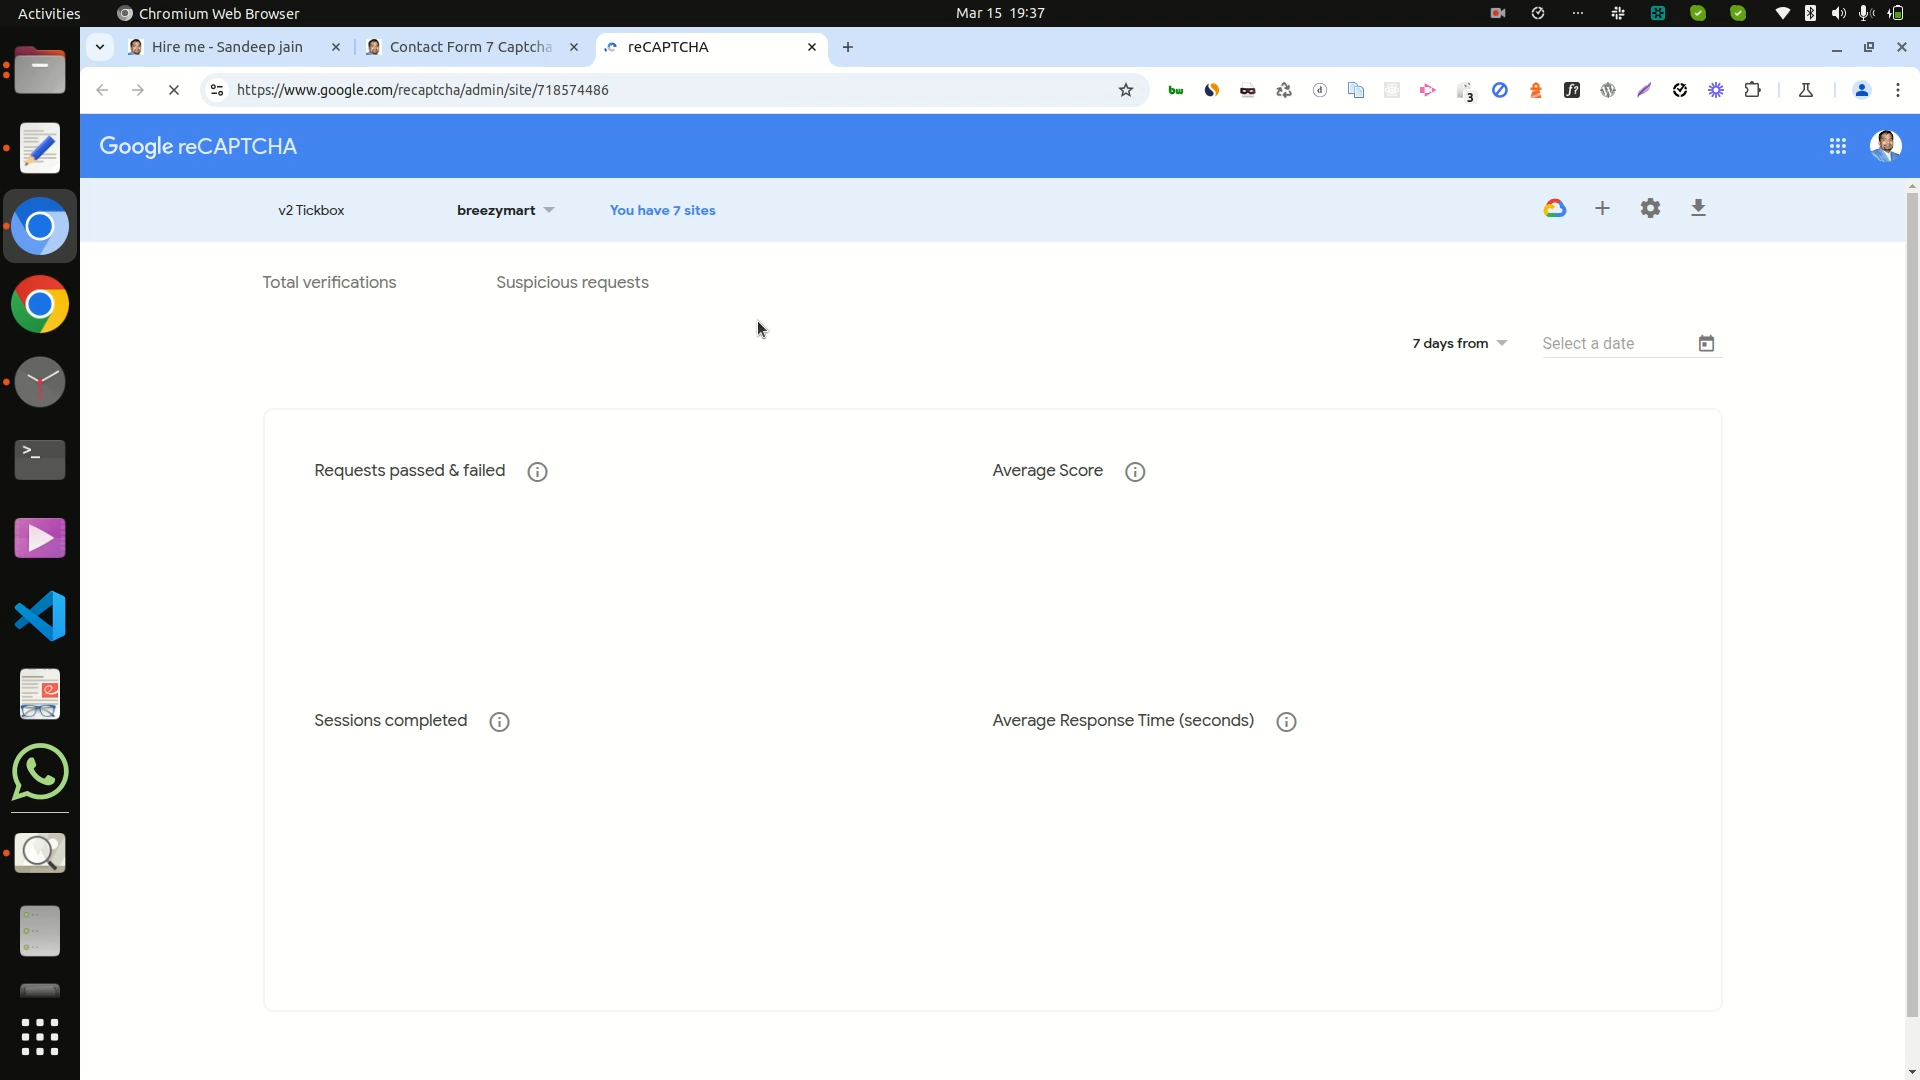 Activities
Chromium Web Browser
Mar 15 19:37
Hire me - Sandeep jain
Contact Form 7 Captcha
reCAPTCHA
https://www.google.com/recaptcha/admin/site/718574486
bw
3
f?
Google reCAPTCHA
v2 Tickbox
breezymart
You have 7 sites
Total verifications
Suspicious requests
7 days from
Select a date
Requests passed & failed
Average Score
Sessions completed
Average Response Time (seconds)